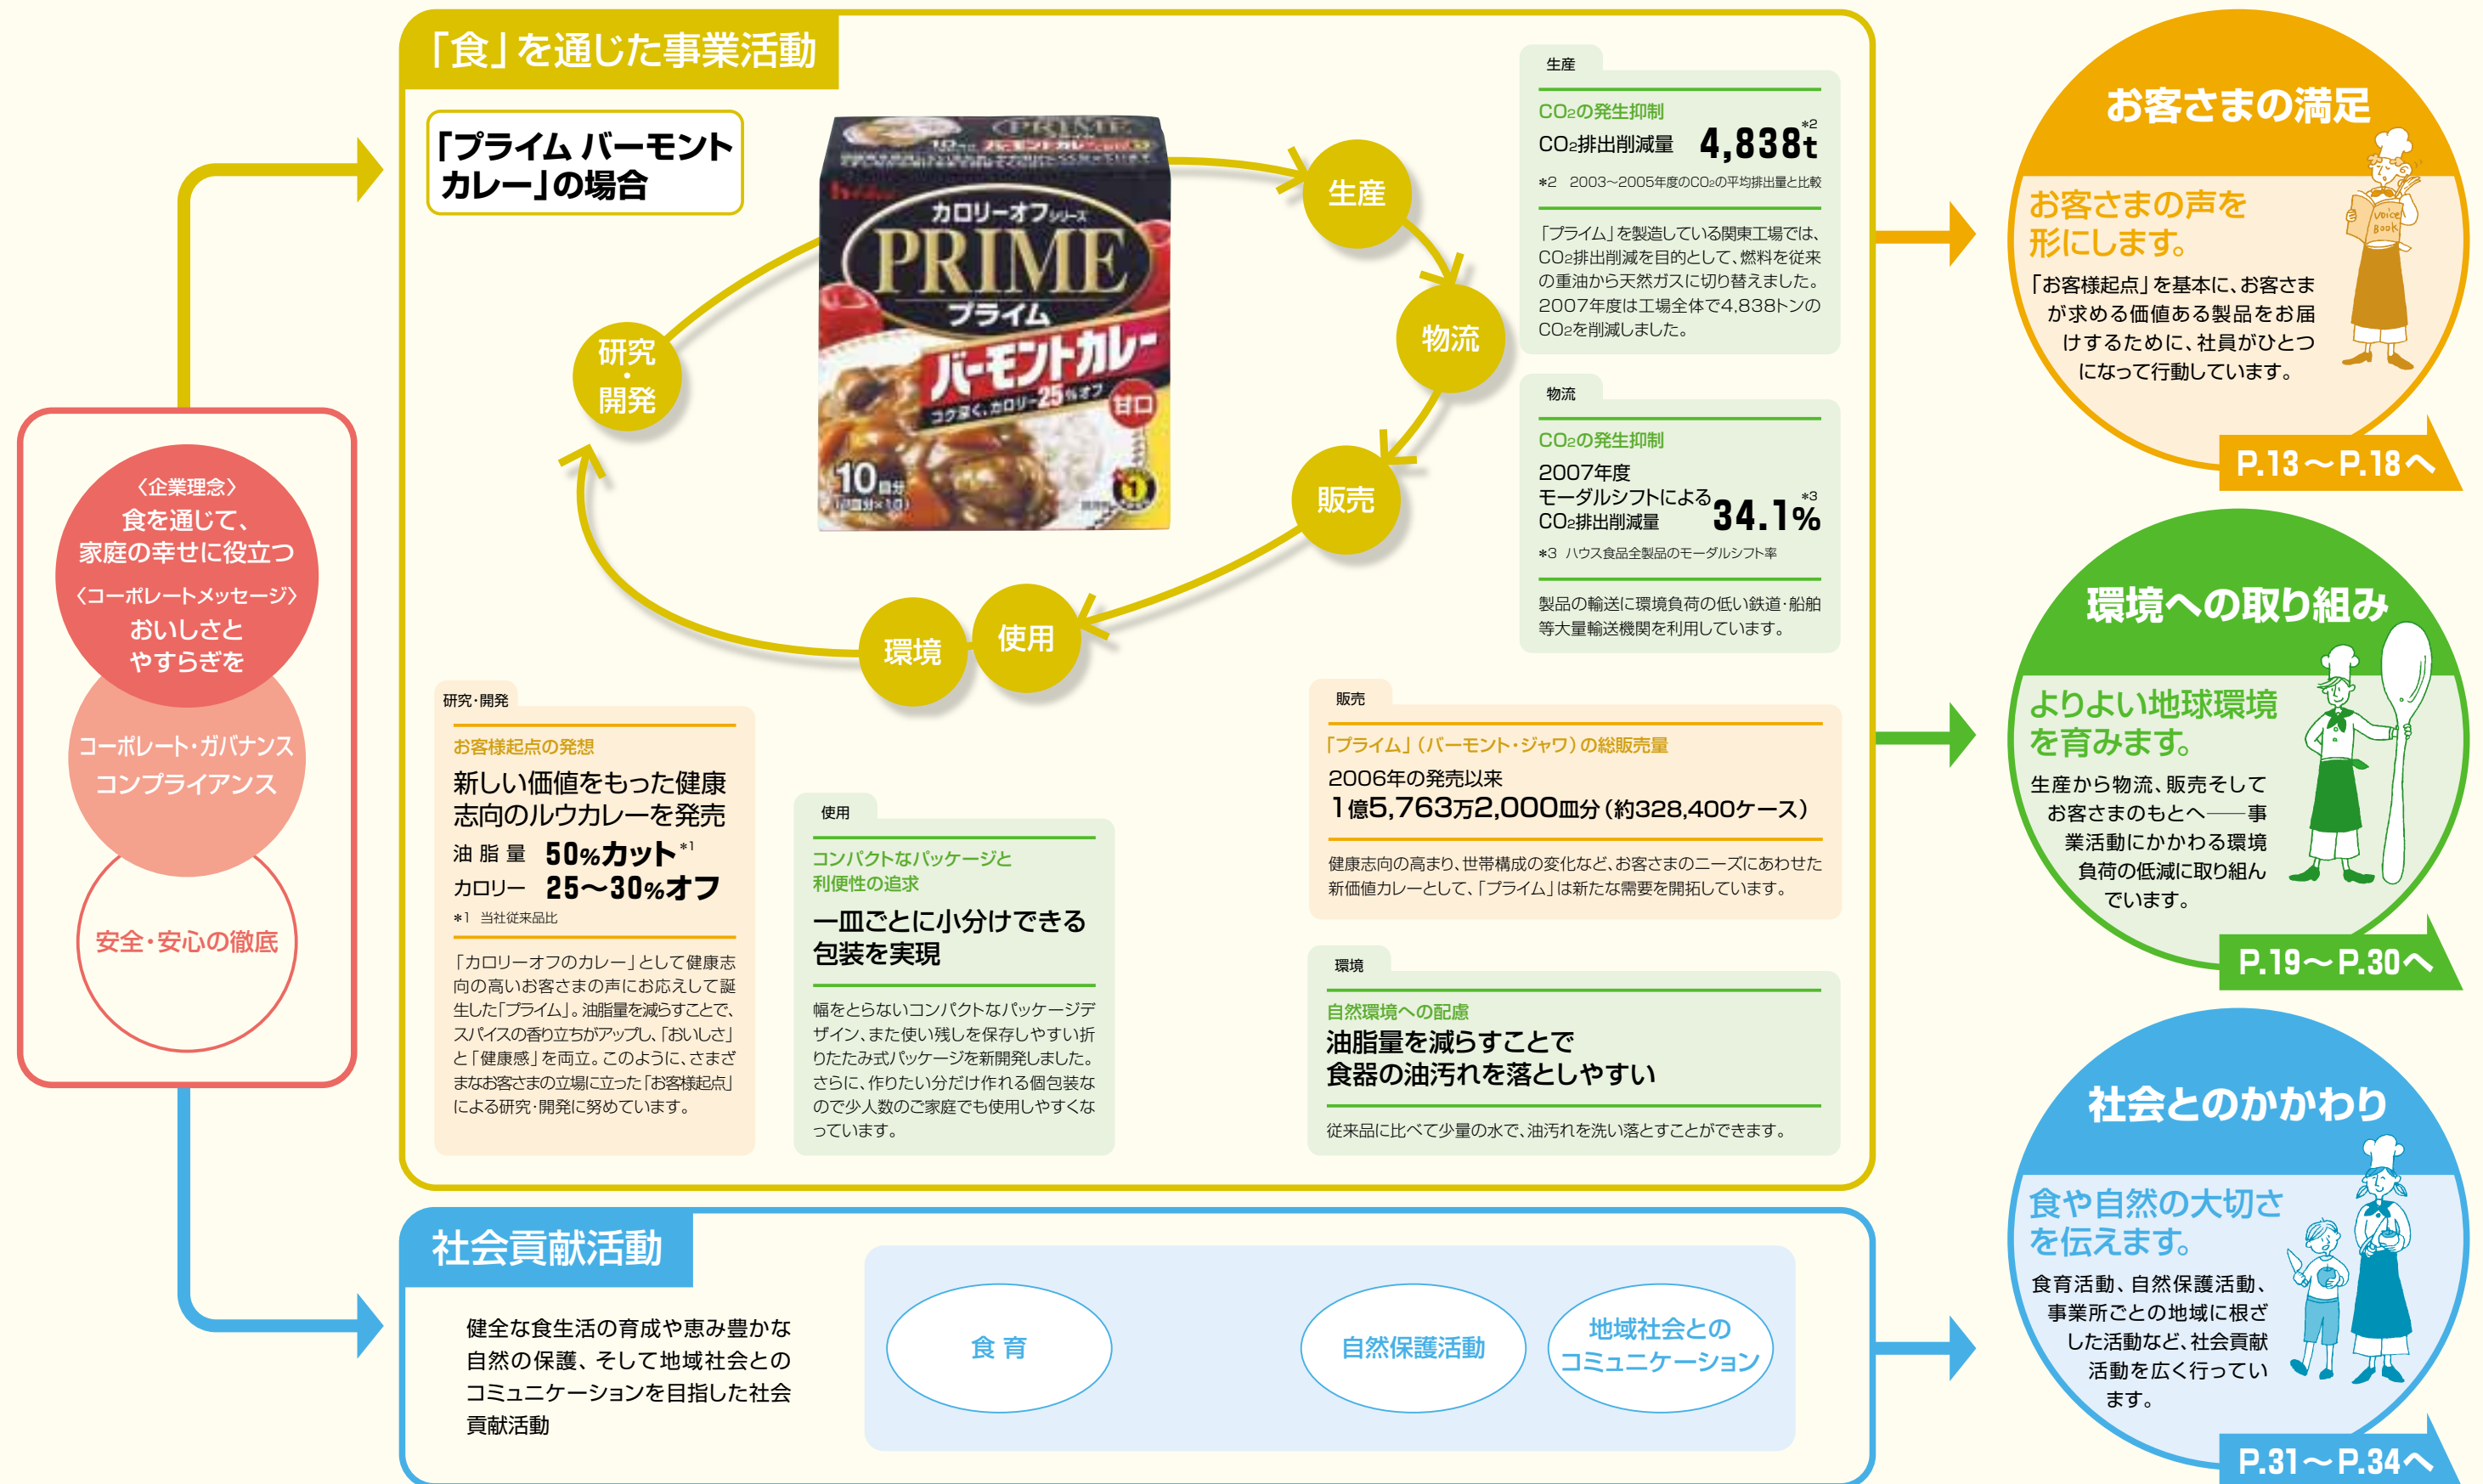 〈企業理念〉
食を通じて、
家庭の幸せに役立つ
〈コーポレートメッセージ〉
おいしさと
やすらぎを
コーポレート・ガバナンス
コンプライアンス
安全・安心の徹底
「食」を通じた事業活動
「プライム バーモント
カレー」の場合
PRIME
カロリーオフシリーズ
PRIME
プライム
バーモントカレー
コク深く、カロリー25%オフ
甘口
10皿分
研究
・
開発
生産
物流
販売
使用
環境
生産
CO2の発生抑制
CO2排出削減量 4,838t*2
*2 2003〜2005年度のCO2の平均排出量と比較
「プライム」を製造している関東工場では、
CO2排出削減を目的として、燃料を従来
の重油から天然ガスに切り替えました。
2007年度は工場全体で4,838トンの
CO2を削減しました。
物流
CO2の発生抑制
2007年度
モーダルシフトによる
CO2排出削減量 34.1%*3
*3 ハウス食品全製品のモーダルシフト率
製品の輸送に環境負荷の低い鉄道・船舶
等大量輸送機関を利用しています。
研究・開発
お客様起点の発想
新しい価値をもった健康
志向のルウカレーを発売
油脂量 50%カット*1
カロリー 25〜30%オフ
*1 当社従来品比
「カロリーオフのカレー」として健康志
向の高いお客さまの声にお応えして誕
生した「プライム」。油脂量を減らすことで、
スパイスの香り立ちがアップし、「おいしさ」
と「健康感」を両立。このように、さまざ
まなお客さまの立場に立った「お客様起点」
による研究・開発に努めています。
使用
コンパクトなパッケージと
利便性の追求
一皿ごとに小分けできる
包装を実現
幅をとらないコンパクトなパッケージデ
ザイン、また使い残しを保存しやすい折
りたたみ式パッケージを新開発しました。
さらに、作りたい分だけ作れる個包装な
ので少人数のご家庭でも使用しやすくな
っています。
販売
「プライム」（バーモント・ジャワ）の総販売量
2006年の発売以来
1億5,763万2,000皿分（約328,400ケース）
健康志向の高まり、世帯構成の変化など、お客さまのニーズにあわせた
新価値カレーとして、「プライム」は新たな需要を開拓しています。
環境
自然環境への配慮
油脂量を減らすことで
食器の油汚れを落としやすい
従来品に比べて少量の水で、油汚れを洗い落とすことができます。
社会貢献活動
健全な食生活の育成や恵み豊かな
自然の保護、そして地域社会との
コミュニケーションを目指した社会
貢献活動
食育
自然保護活動
地域社会との
コミュニケーション
お客さまの満足
お客さまの声を
形にします。
voice
Book
「お客様起点」を基本に、お客さま
が求める価値ある製品をお届
けするために、社員がひとつ
になって行動しています。
P.13〜P.18へ
環境への取り組み
よりよい地球環境
を育みます。
生産から物流、販売そして
お客さまのもとへ――事
業活動にかかわる環境
負荷の低減に取り組ん
でいます。
P.19〜P.30へ
社会とのかかわり
食や自然の大切さ
を伝えます。
食育活動、自然保護活動、
事業所ごとの地域に根ざ
した活動など、社会貢献
活動を広く行ってい
ます。
P.31〜P.34へ